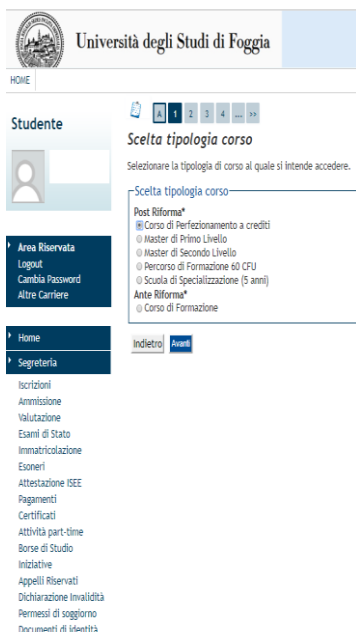 Università degli Studi di Foggia
HOME
Studente
Area Riservata
Logout
Cambia Password
Altre Carriere
Home
Segreteria
Iscrizioni
Ammissione
Valutazione
Esami di Stato
Immatricolazione
Esoneri
Attestazione ISEE
Pagamenti
Certificati
Attività part-time
Borse di Studio
Iniziative
Appelli Riservati
Dichiarazione Invalidità
Permessi di soggiorno
Documenti di identità
A 1 2 3 4 ... >>
Scelta tipologia corso
Selezionare la tipologia di corso al quale si intende accedere.
Scelta tipologia corso
Post Riforma*
Corso di Perfezionamento a crediti
Master di Primo Livello
Master di Secondo Livello
Percorso di Formazione 60 CFU
Scuola di Specializzazione (5 anni)
Ante Riforma*
Corso di Formazione
Indietro Avanti